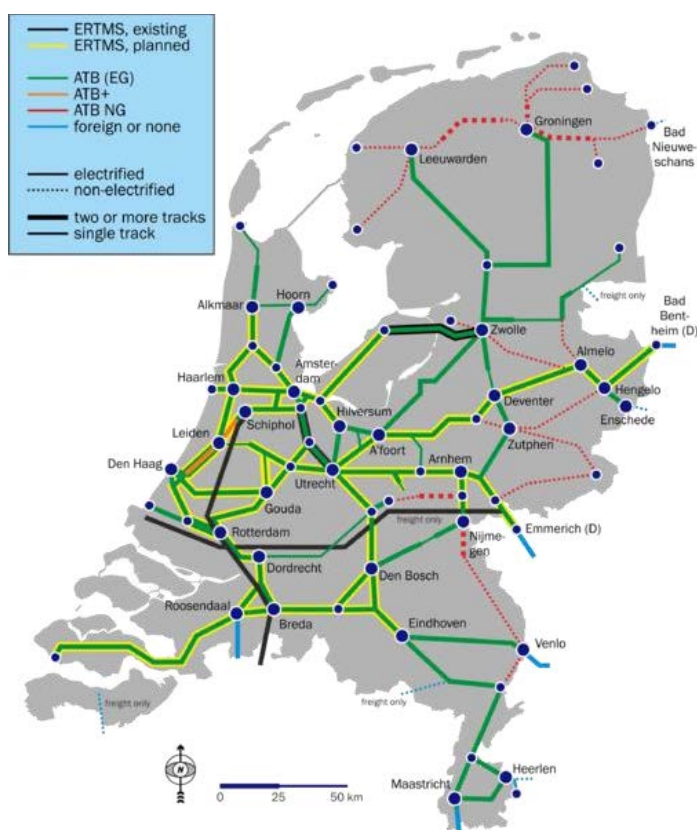 ERTMS, existing
ERTMS, planned
ATB (EG)
ATB+
ATB NG
foreign or none
electrified
non-electrified
two or more tracks
single track
Groningen
Leeuwarden
Bad
Nieuwe-
schans
Alkmaar
Hoorn
freight only
Bad
Bent-
heim (D)
Zwolle
Almelo
Haarlem
Amster-
dam
Hengelo
Schiphol
Hilversum
Deventer
Enschede
Leiden
A'foort
Zutphen
Den Haag
Utrecht
Arnhem
Gouda
Rotterdam
freight only
Nijme-
gen
Emmerich (D)
Dordrecht
Den Bosch
Roosendaal
Breda
Eindhoven
Venlo
freight only
freight only
N
Heerlen
Maastricht
0 25 50 km